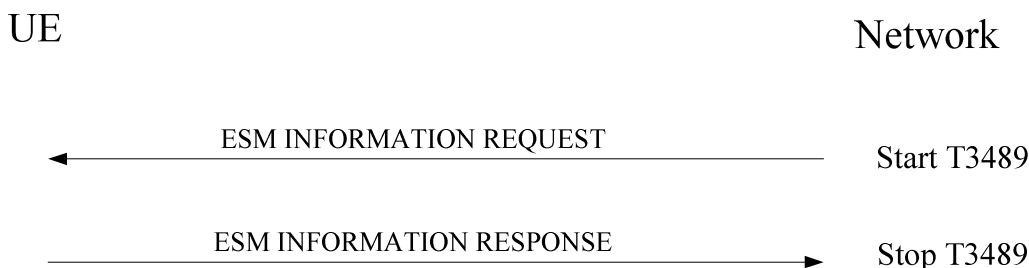 UE
Network
ESM INFORMATION REQUEST
Start T3489
ESM INFORMATION RESPONSE
Stop T3489